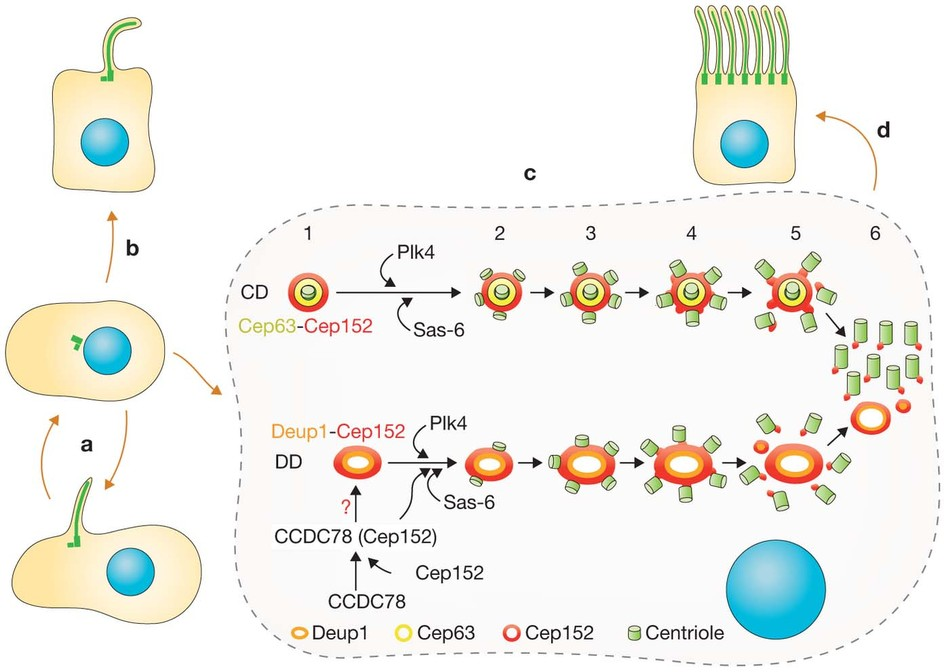 d
c
1 2 3 4 5 6
Plk4
b
CD
Cep63-Cep152
Sas-6
a
Deup1-Cep152
Plk4
DD
Sas-6
?
CCDC78 (Cep152)
Cep152
CCDC78
Deup1 Cep63 Cep152 Centriole